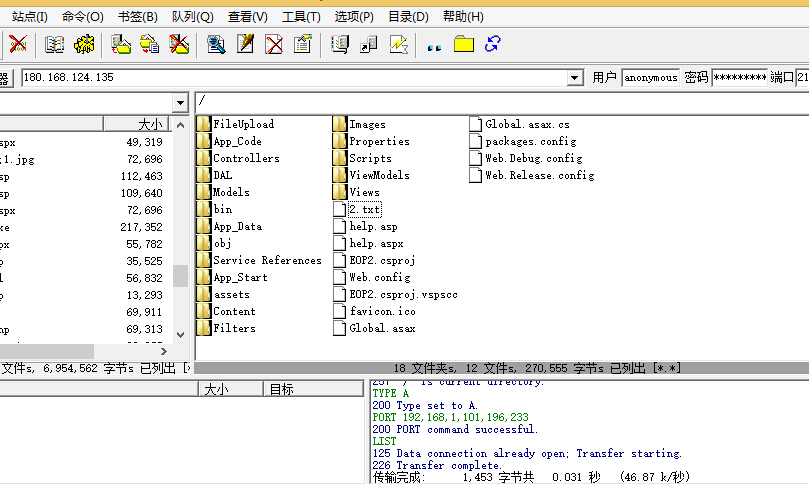 站点(I) 命令(O) 书签(B) 队列(Q) 查看(V) 工具(T) 选项(P) 目录(D) 帮助(H)
器 180.168.124.135 用户 anonymous 密码 ********* 端口 21
/
大小
spx 49,319
;1.jpg 72,696
sp 112,463
sp 109,640
spx 72,696
xe 217,352
px 55,782
p 35,525
l 56,832
p 13,293
69,911
np 69,313
FileUpload Images Global.asax.cs
App_Code Properties packages.config
Controllers Scripts Web.Debug.config
DAL ViewModels Web.Release.config
Models Views
bin 2.txt
App_Data help.asp
obj help.aspx
Service References EOP2.csproj
App_Start Web.config
assets EOP2.csproj.vspscc
Content favicon.ico
Filters Global.asax
文件s, 6,954,562 字节s 已列出 [*
18 文件夹s, 12 文件s, 270,555 字节s 已列出 [*.*]
大小 目标
257 "/" is current directory.
TYPE A
200 Type set to A.
PORT 192,168,1,101,196,233
200 PORT command successful.
LIST
125 Data connection already open; Transfer starting.
226 Transfer complete.
传输完成: 1,453 字节共 0.031 秒 (46.87 k/秒)